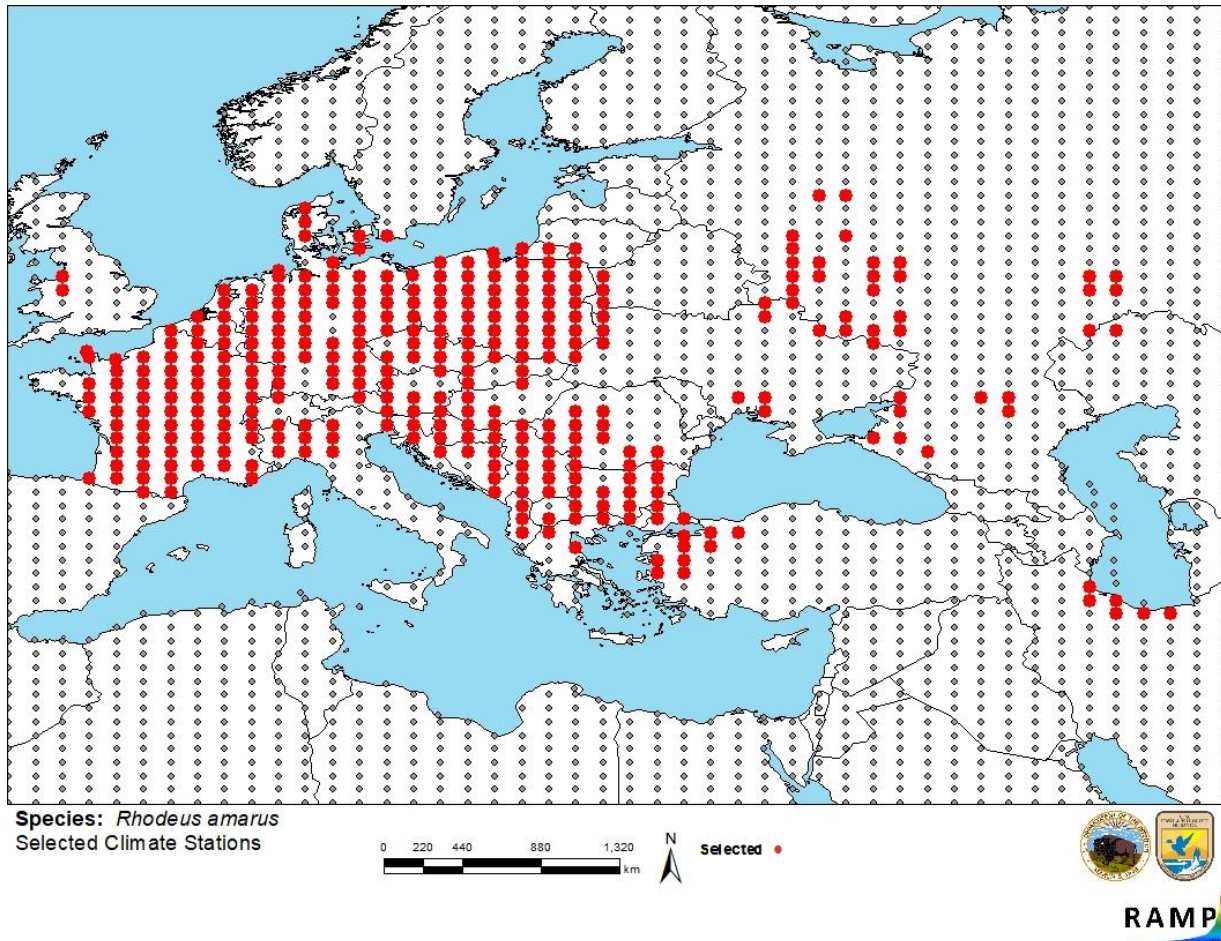 Species: Rhodeus amarus
Selected Climate Stations
0 220 440 880 1,320
km
N
Selected
RAMP